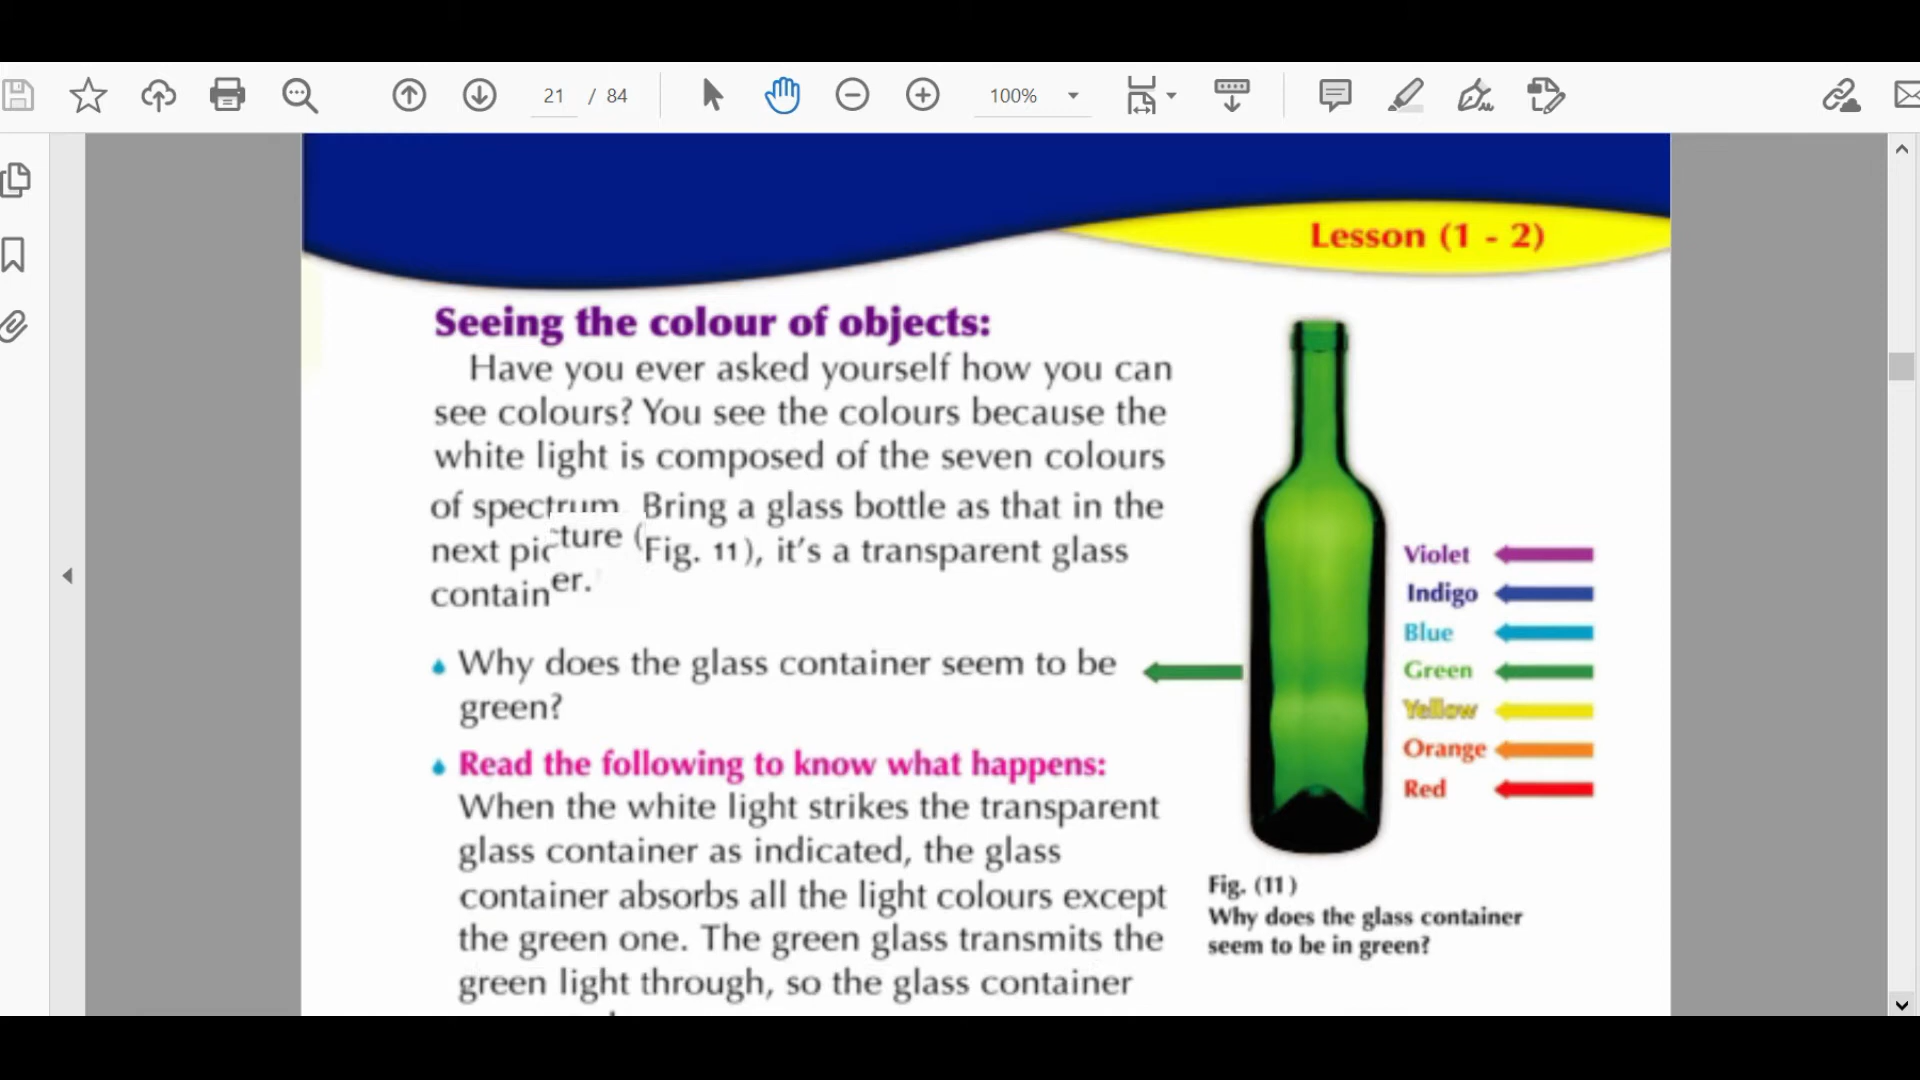 21 / 84
100%
Lesson (1 - 2)
Seeing the colour of objects:
Have you ever asked yourself how you can
see colours? You see the colours because the
white light is composed of the seven colours
of spectrum. Bring a glass bottle as that in the
next picture (Fig. 11), it's a transparent glass
container.
Why does the glass container seem to be
green?
Read the following to know what happens:
When the white light strikes the transparent
glass container as indicated, the glass
container absorbs all the light colours except
the green one. The green glass transmits the
green light through, so the glass container
Violet
Indigo
Blue
Green
Yellow
Orange
Red
Fig. (11)
Why does the glass container
seem to be in green?